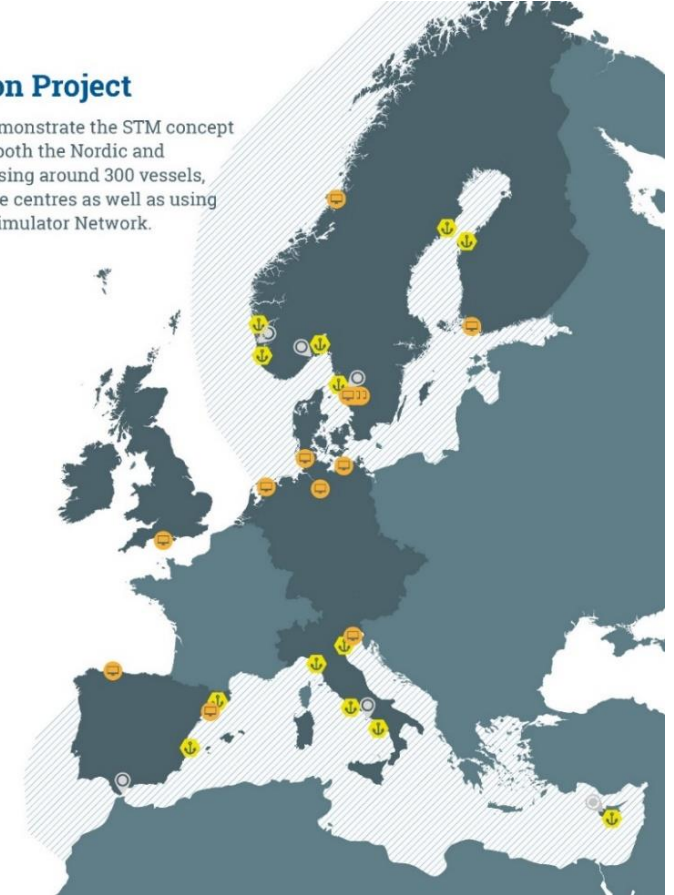 on Project
monstrate the STM concept
both the Nordic and
sing around 300 vessels,
e centres as well as using
imulator Network.